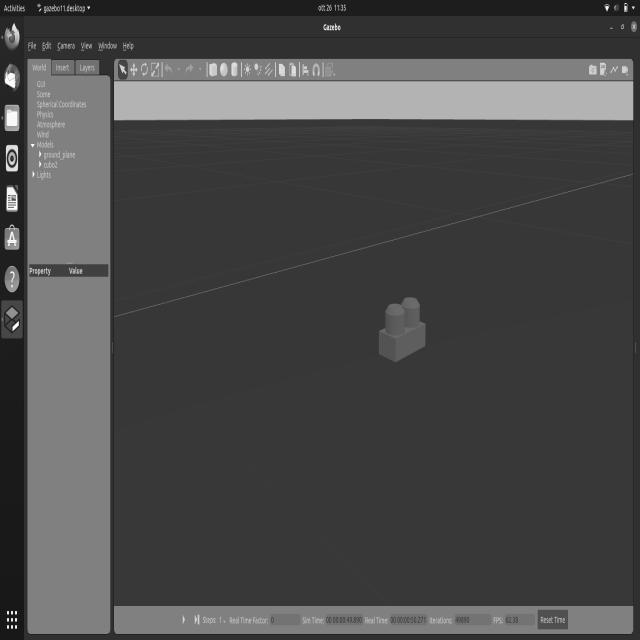 Activities gazebo11.desktop ott 26 11:35
Gazebo
File Edit Camera View Window Help
World Insert Layers
GUI
Scene
Spherical Coordinates
Physics
Atmosphere
Wind
Models
ground_plane
cubo2
Lights
Property Value
Steps: 1 Real Time Factor: 0 Sim Time: 00 00:00:49.890 Real Time: 00 00:00:50.271 Iterations: 49890 FPS: 62.38 Reset Time